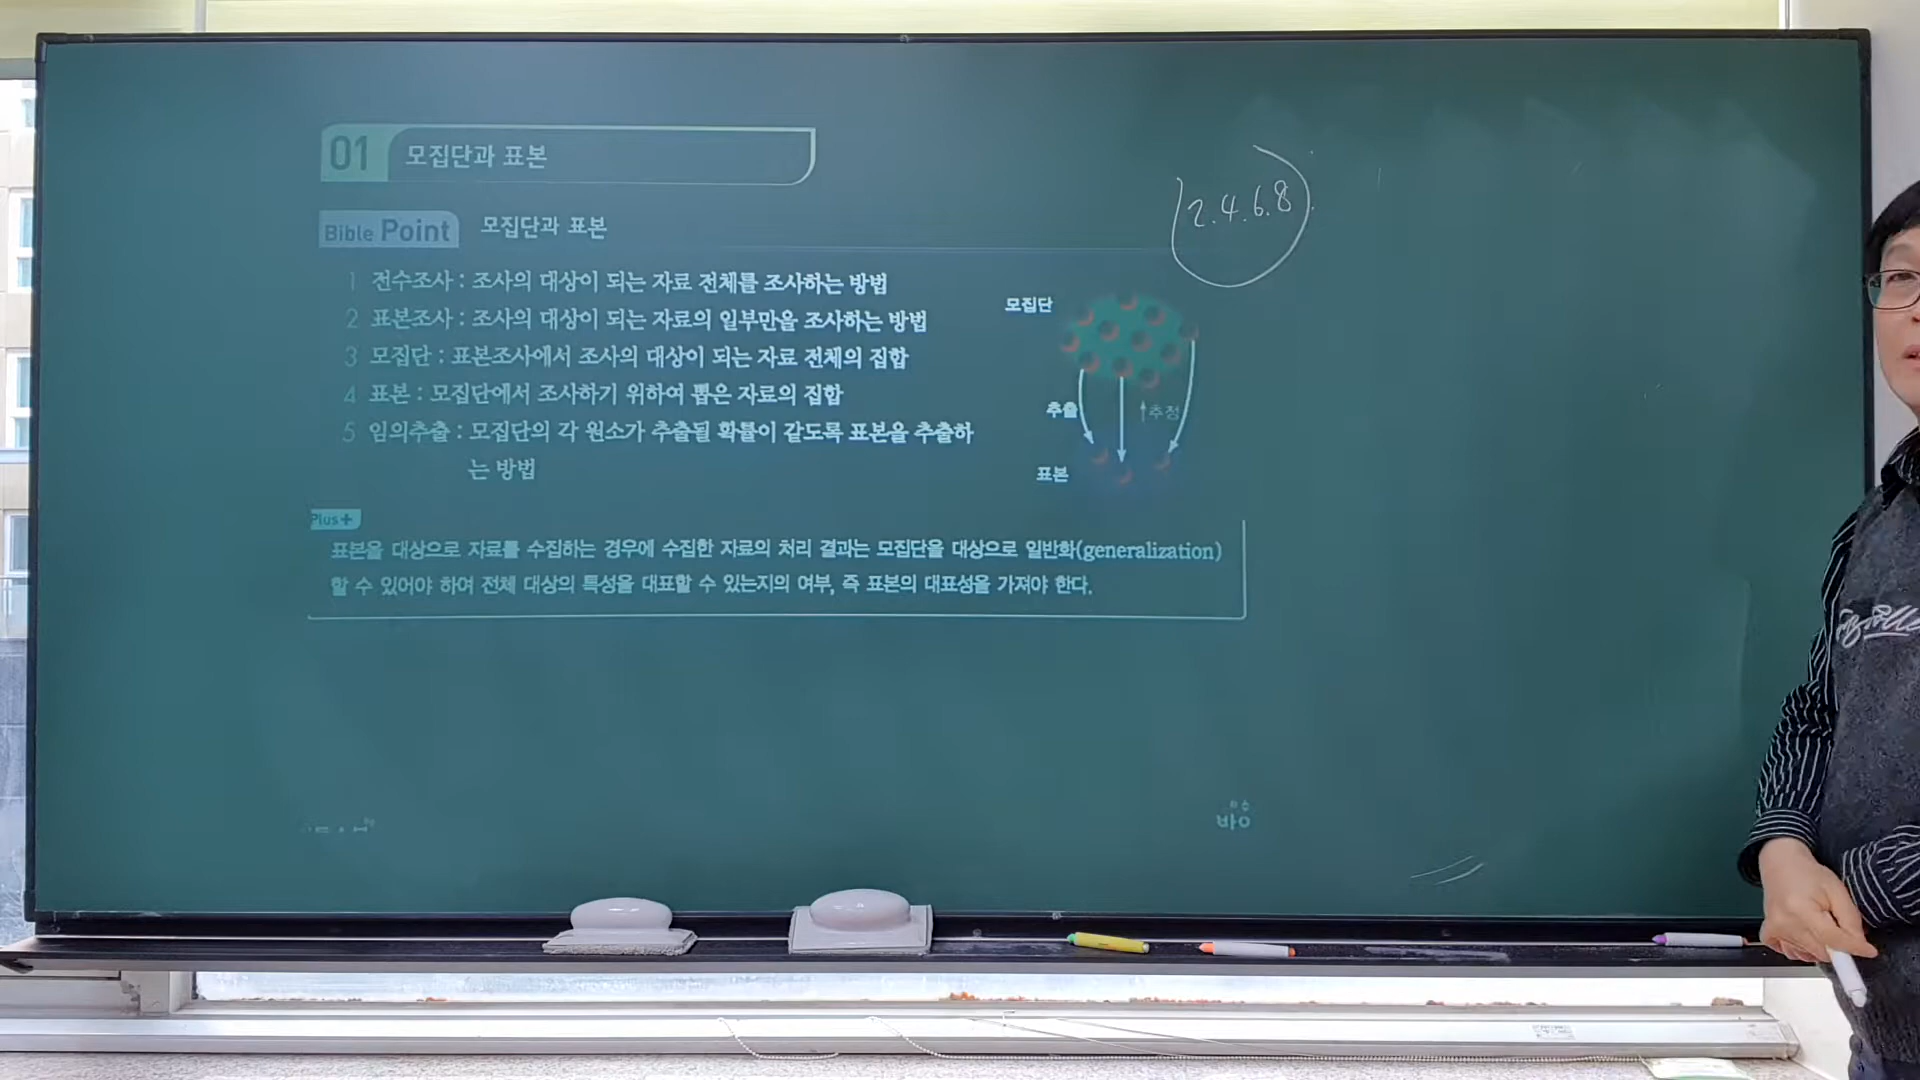 01 모집단과 표본
Bible Point 모집단과 표본
1 전수조사 : 조사의 대상이 되는 자료 전체를 조사하는 방법
2 표본조사 : 조사의 대상이 되는 자료의 일부만을 조사하는 방법
3 모집단 : 표본조사에서 조사의 대상이 되는 자료 전체의 집합
4 표본 : 모집단에서 조사하기 위하여 뽑은 자료의 집합
5 임의추출 : 모집단의 각 원소가 추출될 확률이 같도록 표본을 추출하
는 방법
2.4.6.8
모집단
추출
추정
표본
Plus+
표본을 대상으로 자료를 수집하는 경우에 수집한 자료의 처리 결과는 모집단을 대상으로 일반화(generalization)
할 수 있어야 하며 전체 대상의 특성을 대표할 수 있는지의 여부, 즉 표본의 대표성을 가져야 한다.